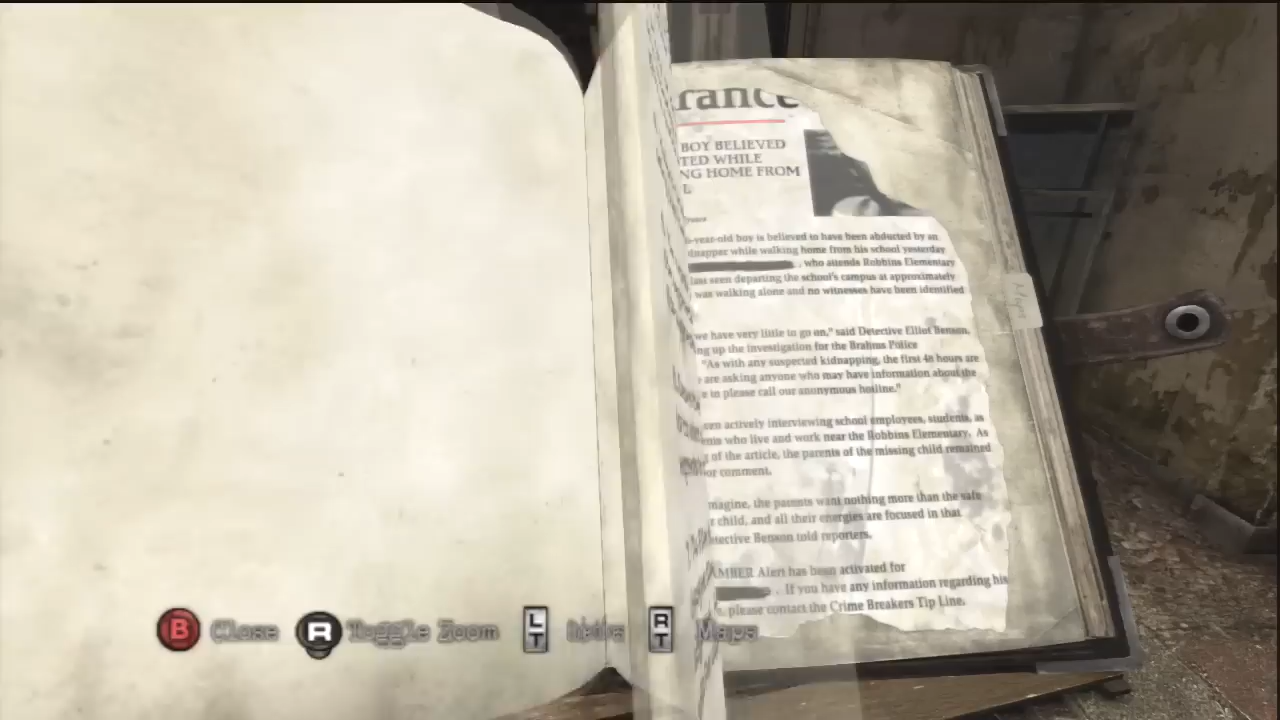 rance
BOY BELIEVED
TED WHILE
NG HOME FROM
L
-year-old boy is believed to have been abducted by an
dnapper while walking home from his school yesterday
, who attends Robbins Elementary
last seen departing the school's campus at approximately
was walking alone and no witnesses have been identified
we have very little to go on," said Detective Elliot Benson,
ng up the investigation for the Brahms Police
"As with any suspected kidnapping, the first 48 hours are
are asking anyone who may have information about the
e to please call our anonymous hotline."
en actively interviewing school employees, students, as
ents who live and work near the Robbins Elementary. As
of the article, the parents of the missing child remained
or comment.
magine, the parents want nothing more than the safe
r child, and all their energies are focused in that
etective Benson told reporters.
AMBER Alert has been activated for
. If you have any information regarding his
s, please contact the Crime Breakers Tip Line.
Maps
B Close R Toggle Zoom LT RT Maps